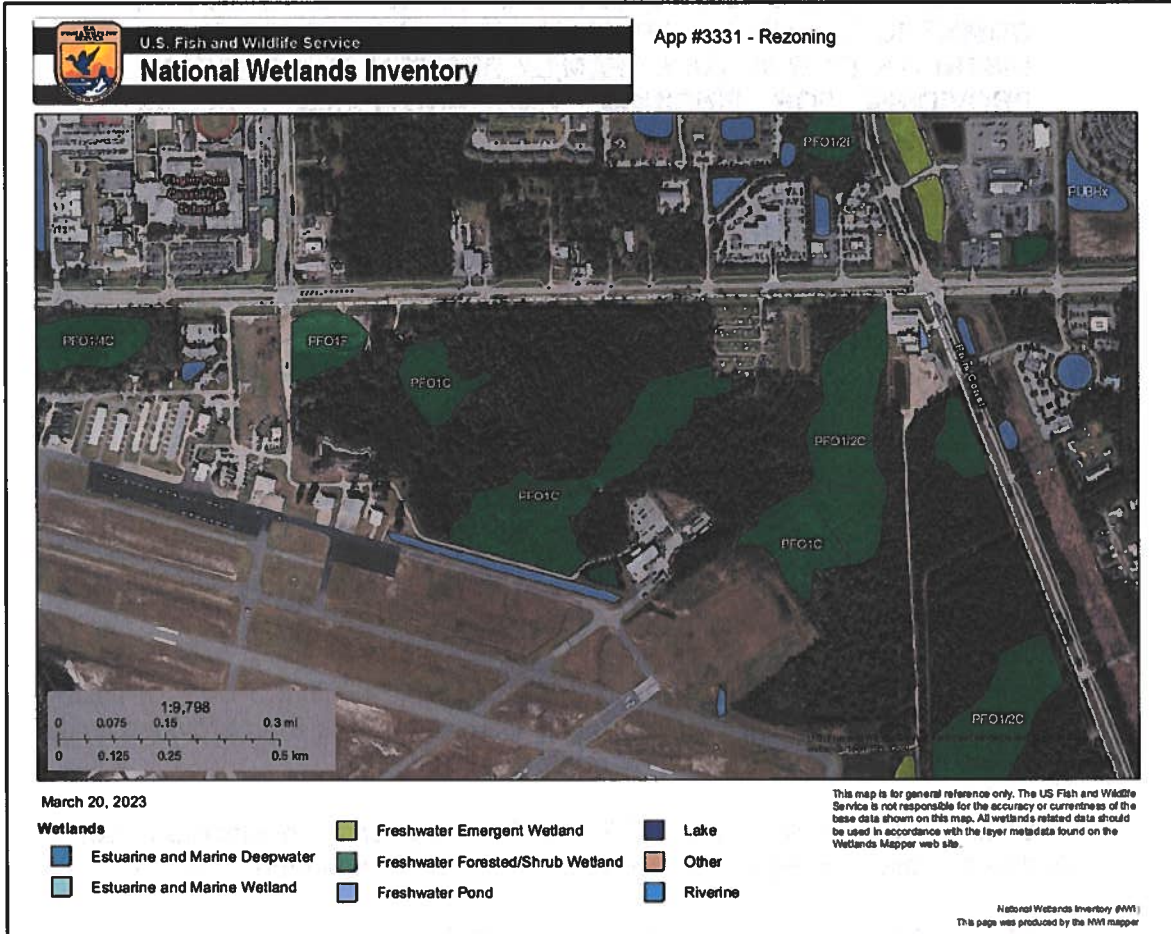 U.S.
FISH & WILDLIFE
SERVICE
U.S. Fish and Wildlife Service
National Wetlands Inventory
App #3331 - Rezoning
PFO1/2F
PUBHx
PFO1/4C
PFO1F
PFO1C
PFO1/2C
PFO1C
PFO1C
PFO1/2C
1:9,798
0 0.075 0.15 0.3 mi
0 0.125 0.25 0.5 km
March 20, 2023
Wetlands
Estuarine and Marine Deepwater
Estuarine and Marine Wetland
Freshwater Emergent Wetland
Freshwater Forested/Shrub Wetland
Freshwater Pond
Lake
Other
Riverine
This map is for general reference only. The US Fish and Wildlife
Service is not responsible for the accuracy or currentness of the
base data shown on this map. All wetlands related data should
be used in accordance with the layer metadata found on the
Wetlands Mapper web site.
National Wetlands Inventory (NWI)
This page was produced by the NWI mapper